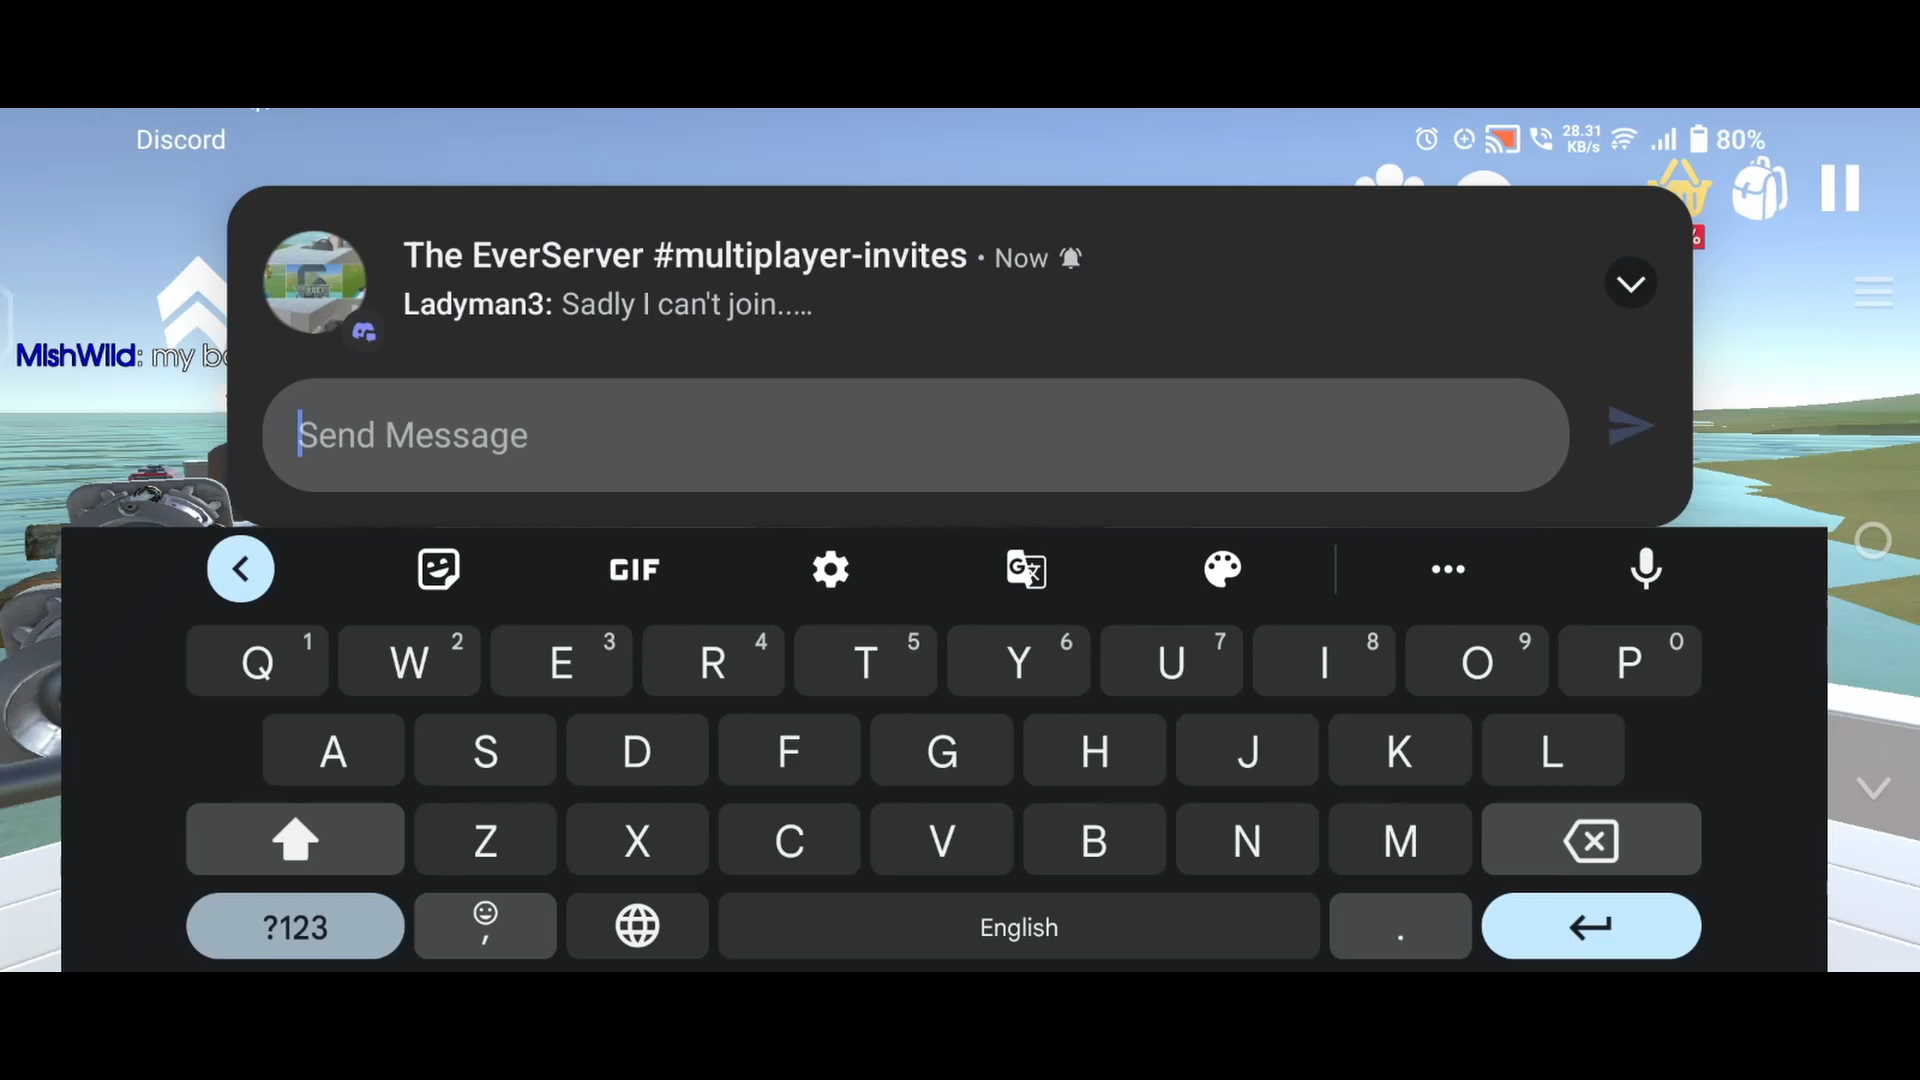 Discord
28.31
KB/s
80%
The EverServer #multiplayer-invites • Now
%
Ladyman3: Sadly I can't join.....
MishWild: my
Send Message
GIF
Q 1 W 2 E 3 R 4 T 5 Y 6 U 7 I 8 O 9 P 0
A S D F G H J K L
Z X C V B N M
?123 , English .